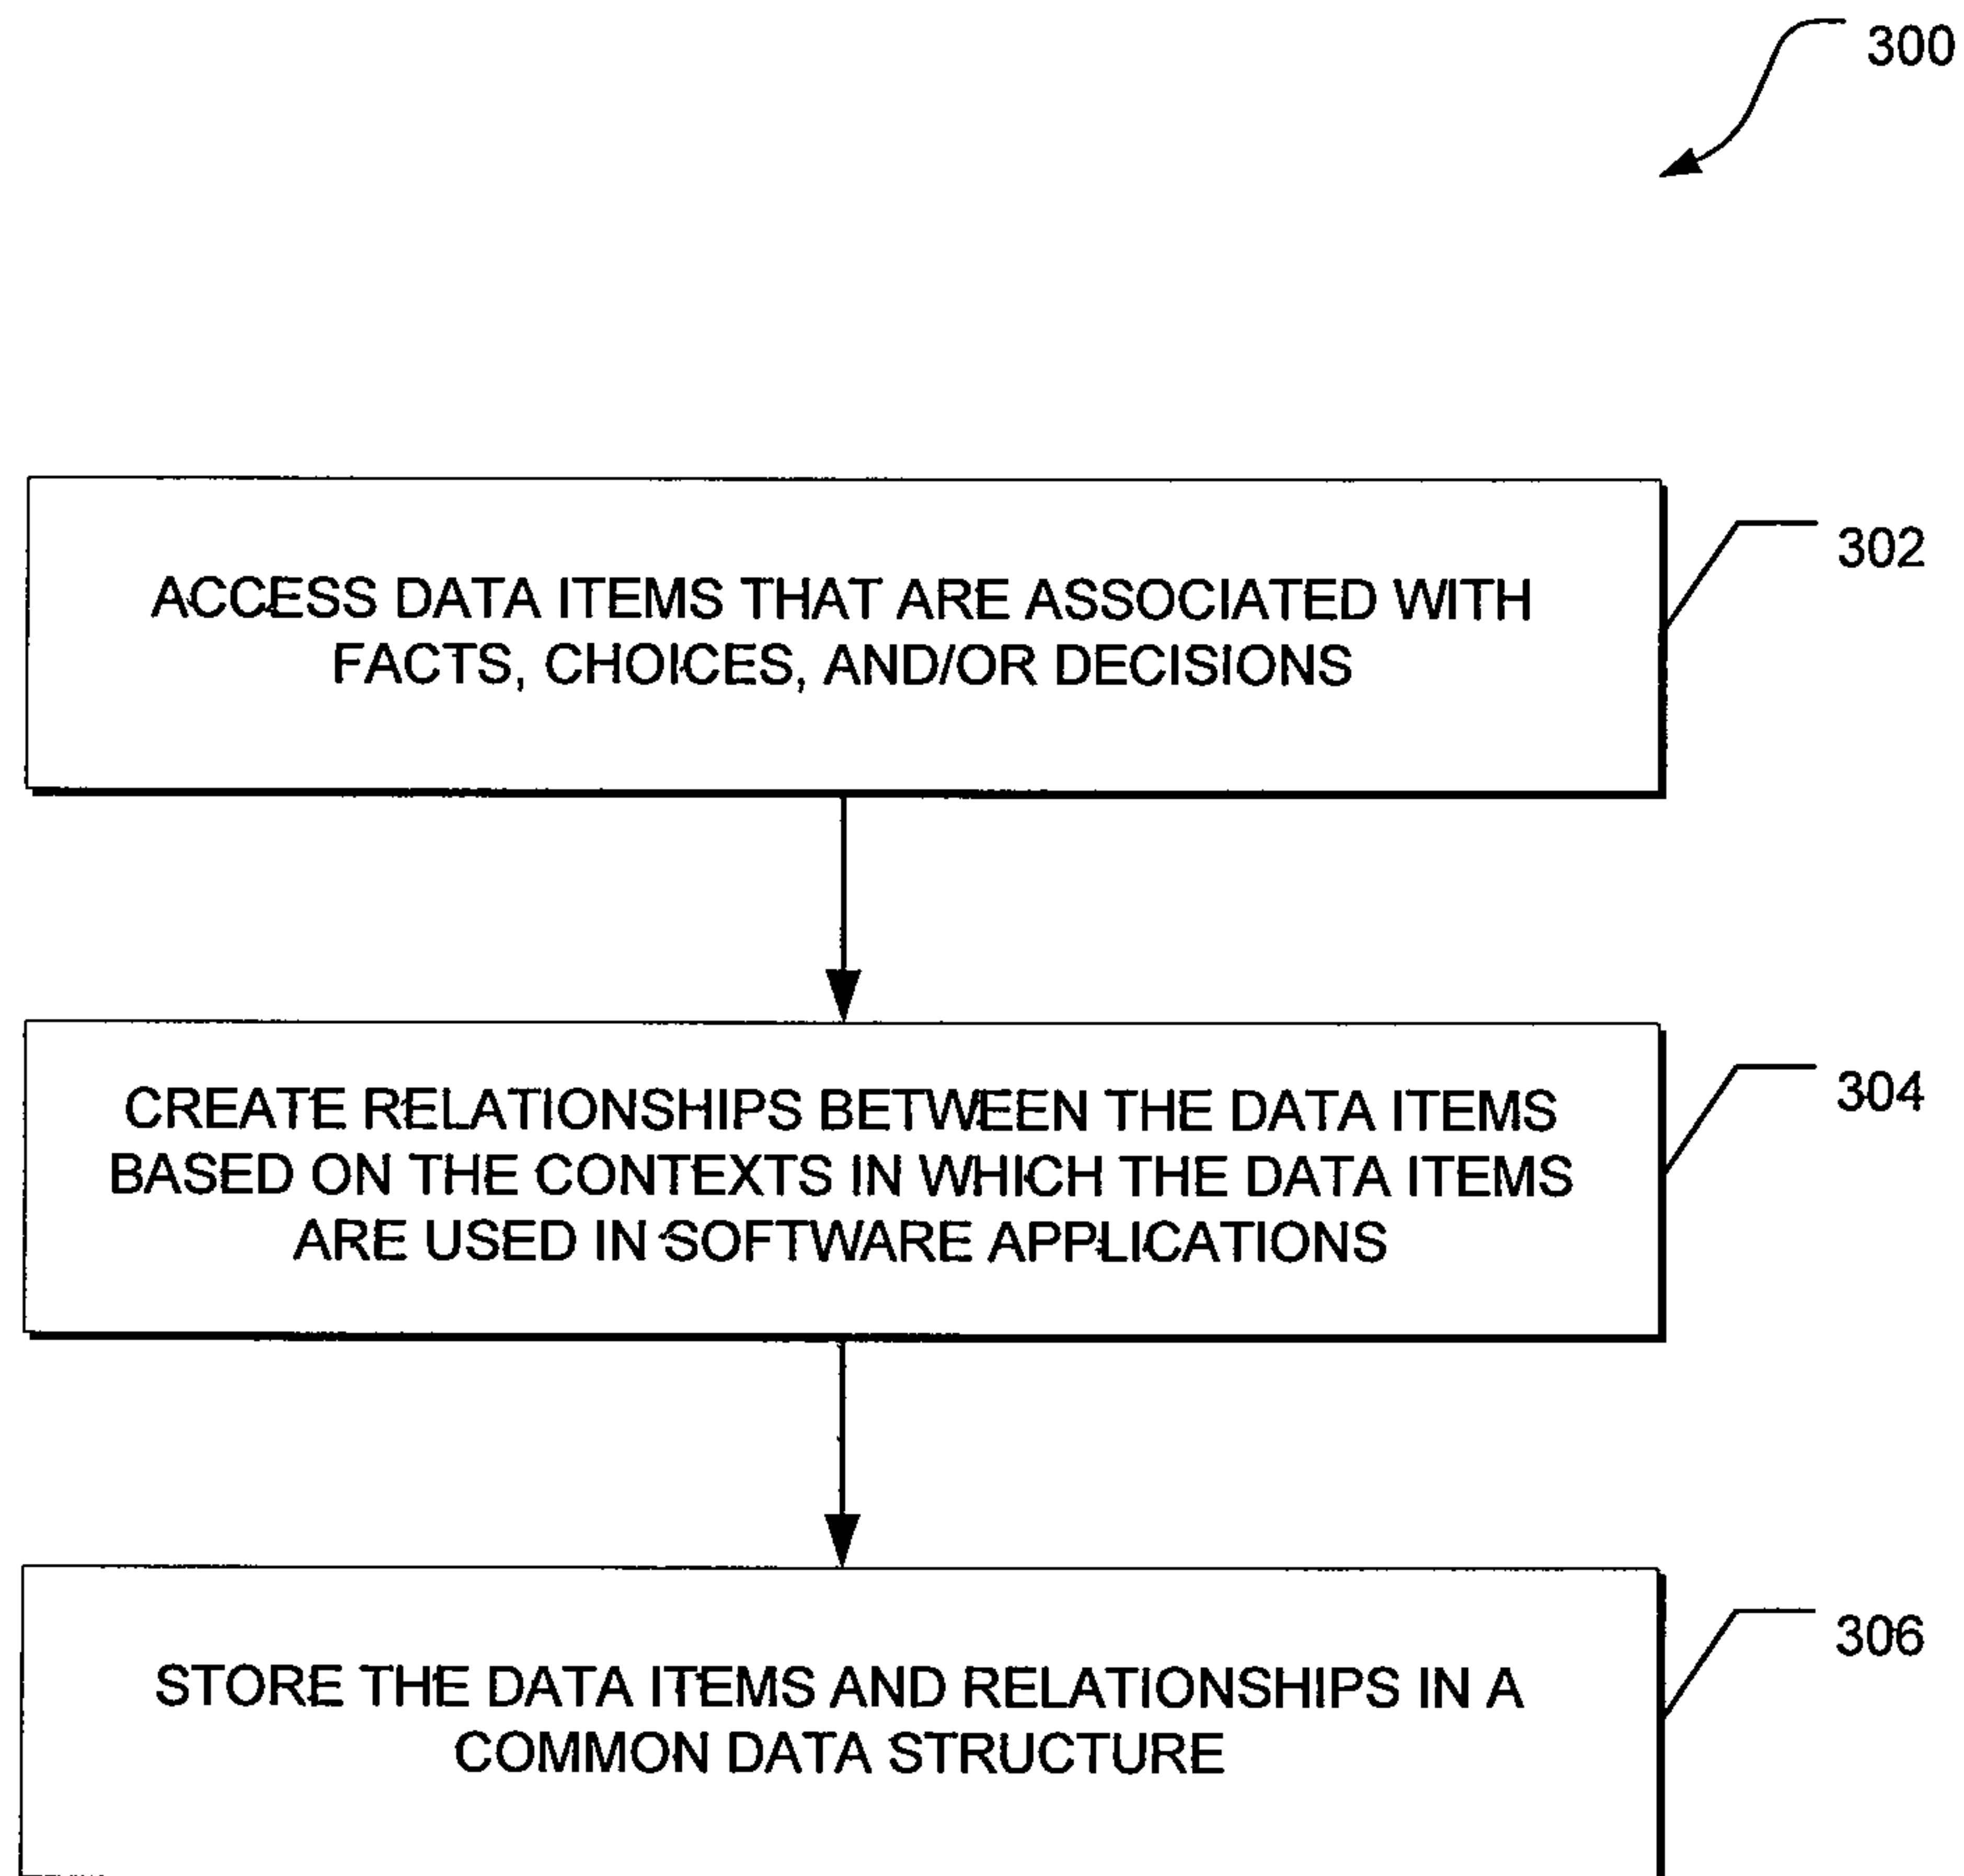 300
302
ACCESS DATA ITEMS THAT ARE ASSOCIATED WITH
FACTS, CHOICES, AND/OR DECISIONS
304
CREATE RELATIONSHIPS BETWEEN THE DATA ITEMS
BASED ON THE CONTEXTS IN WHICH THE DATA ITEMS
ARE USED IN SOFTWARE APPLICATIONS
306
STORE THE DATA ITEMS AND RELATIONSHIPS IN A
COMMON DATA STRUCTURE